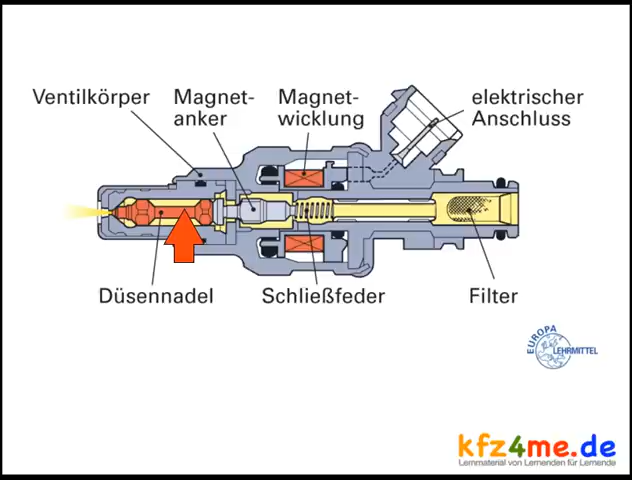 Ventilkörper
Magnet-
anker
Magnet-
wicklung
elektrischer
Anschluss
Düsennadel
Schließfeder
Filter
EUROPA
LEHRMITTEL
kfz4me.de
Lernmaterial von Lernenden für Lernende